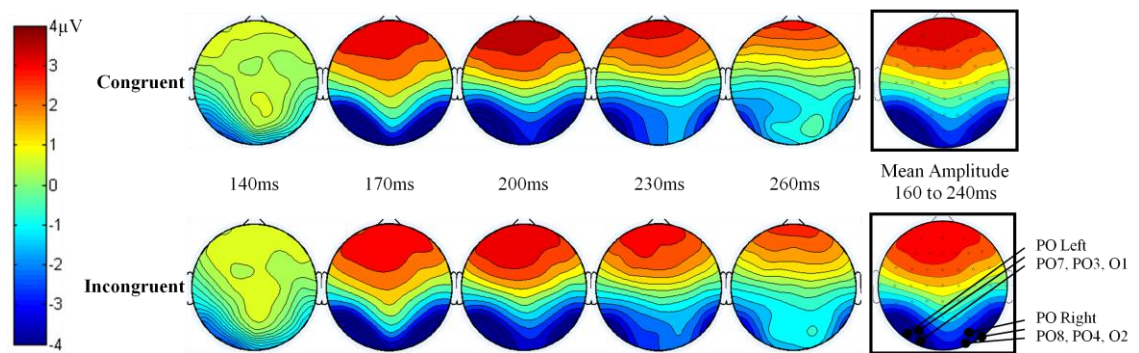 4μV
3
2
1
0
-1
-2
-3
-4
Congruent
140ms
170ms
200ms
230ms
260ms
Mean Amplitude
160 to 240ms
Incongruent
PO Left
PO7, PO3, O1
PO Right
PO8, PO4, O2